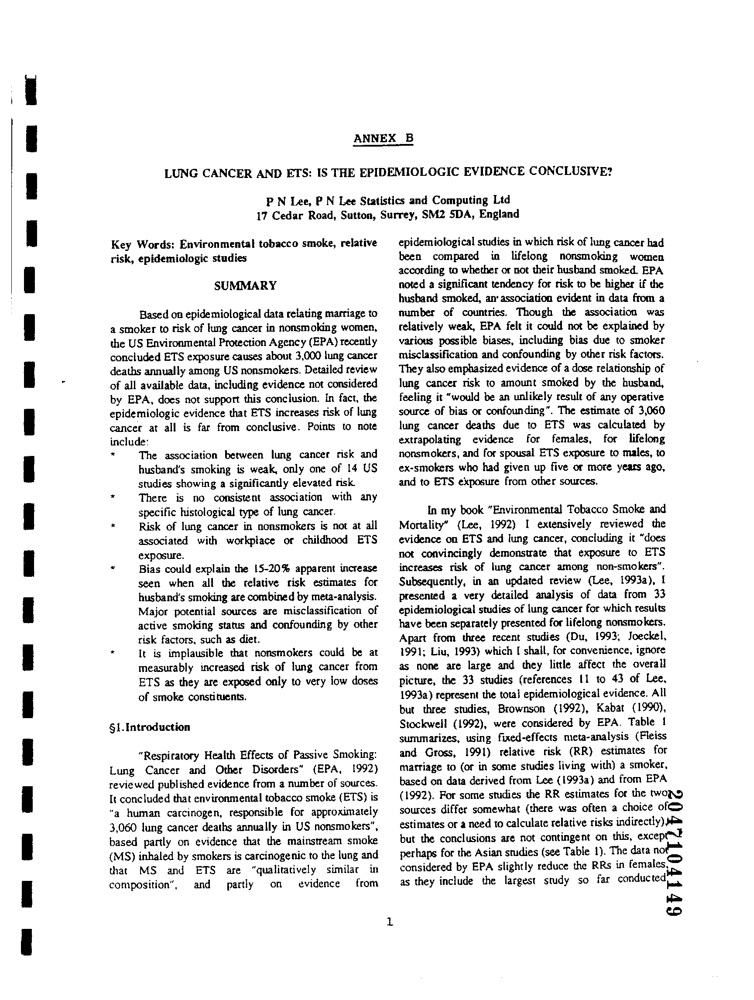 ANNEX B
LUNG CANCER AND ETS: IS THE EPIDEMIOLOGIC EVIDENCE CONCLUSIVE?
P N Lee, P N Lee Statistics and Computing Ltd
17 Cedar Road, Sutton, Surrey, SM2 5DA, England
Key Words: Environmental tobacco smoke, relative
risk, epidemiologic studies
SUMMARY
Based on epidemiological data relating marriage to
a smoker to risk of lung cancer in nonsmoking women,
the US Environmental Protection Agency (EPA) recently
concluded ETS exposure causes about 3,000 lung cancer
deaths annually among US nonsmokers. Detailed review
of all available data, including evidence not considered
by EPA, does not support this conclusion. In fact, the
epidemiologic evidence that ETS increases risk of lung
cancer at all is far from conclusive. Points to note
include:
* The association between lung cancer risk and
husband's smoking is weak, only one of 14 US
studies showing a significantly elevated risk.
* There is no consistent association with any
specific histological type of lung cancer.
* Risk of lung cancer in nonsmokers is not at all
associated with workplace or childhood ETS
exposure.
* Bias could explain the 15-20% apparent increase
seen when all the relative risk estimates for
husband's smoking are combined by meta-analysis.
Major potential sources are misclassification of
active smoking status and confounding by other
risk factors, such as diet.
* It is implausible that nonsmokers could be at
measurably increased risk of lung cancer from
ETS as they are exposed only to very low doses
of smoke constituents.
§1.Introduction
"Respiratory Health Effects of Passive Smoking:
Lung Cancer and Other Disorders" (EPA, 1992)
reviewed published evidence from a number of sources.
It concluded that environmental tobacco smoke (ETS) is
"a human carcinogen, responsible for approximately
3,060 lung cancer deaths annually in US nonsmokers",
based partly on evidence that the mainstream smoke
(MS) inhaled by smokers is carcinogenic to the lung and
that MS and ETS are "qualitatively similar in
composition", and partly on evidence from
epidemiological studies in which risk of lung cancer had
been compared in lifelong nonsmoking women
according to whether or not their husband smoked. EPA
noted a significant tendency for risk to be higher if the
husband smoked, an association evident in data from a
number of countries. Though the association was
relatively weak, EPA felt it could not be explained by
various possible biases, including bias due to smoker
misclassification and confounding by other risk factors.
They also emphasized evidence of a dose relationship of
lung cancer risk to amount smoked by the husband,
feeling it "would be an unlikely result of any operative
source of bias or confounding". The estimate of 3,060
lung cancer deaths due to ETS was calculated by
extrapolating evidence for females, for lifelong
nonsmokers, and for spousal ETS exposure to males, to
ex-smokers who had given up five or more years ago,
and to ETS exposure from other sources.
In my book "Environmental Tobacco Smoke and
Mortality" (Lee, 1992) I extensively reviewed the
evidence on ETS and lung cancer, concluding it "does
not convincingly demonstrate that exposure to ETS
increases risk of lung cancer among non-smokers".
Subsequently, in an updated review (Lee, 1993a), I
presented a very detailed analysis of data from 33
epidemiological studies of lung cancer for which results
have been separately presented for lifelong nonsmokers.
Apart from three recent studies (Du, 1993; Joeckel,
1991; Liu, 1993) which I shall, for convenience, ignore
as none are large and they little affect the overall
picture, the 33 studies (references 11 to 43 of Lee,
1993a) represent the total epidemiological evidence. All
but three studies, Brownson (1992), Kabat (1990),
Stockwell (1992), were considered by EPA. Table 1
summarizes, using fixed-effects meta-analysis (Fleiss
and Gross, 1991) relative risk (RR) estimates for
marriage to (or in some studies living with) a smoker,
based on data derived from Lee (1993a) and from EPA
(1992). For some studies the RR estimates for the two
sources differ somewhat (there was often a choice of
estimates or a need to calculate relative risks indirectly)
but the conclusions are not contingent on this, except
perhaps for the Asian studies (see Table 1). The data not
considered by EPA slightly reduce the RRs in females,
as they include the largest study so far conducted
1